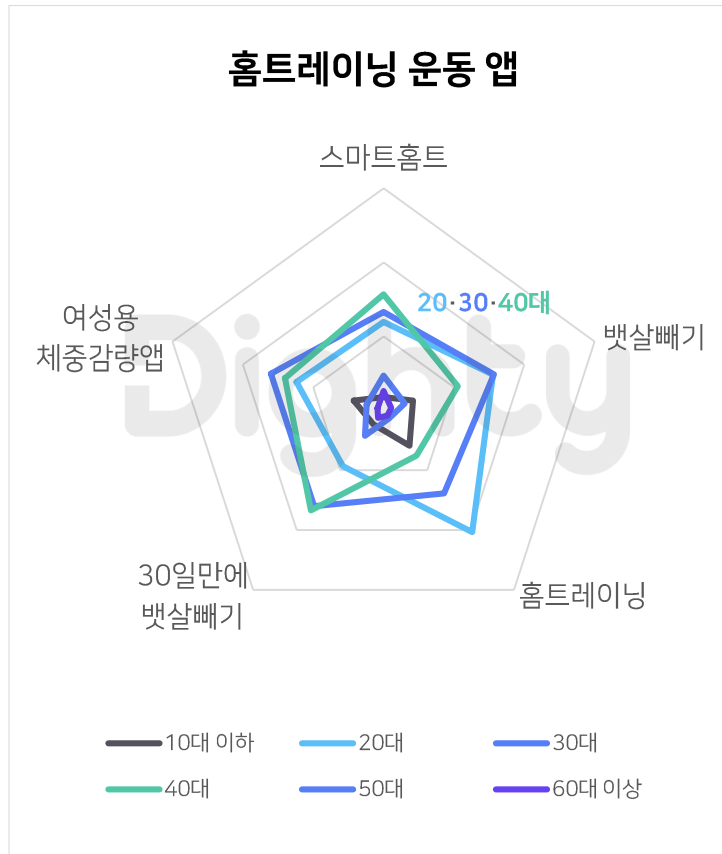 홈트레이닝 운동 앱
스마트홈트
20·30·40대
여성용
체중감량앱
뱃살빼기
Dighty
30일만에
뱃살빼기
홈트레이닝
10대 이하
20대
30대
40대
50대
60대 이상